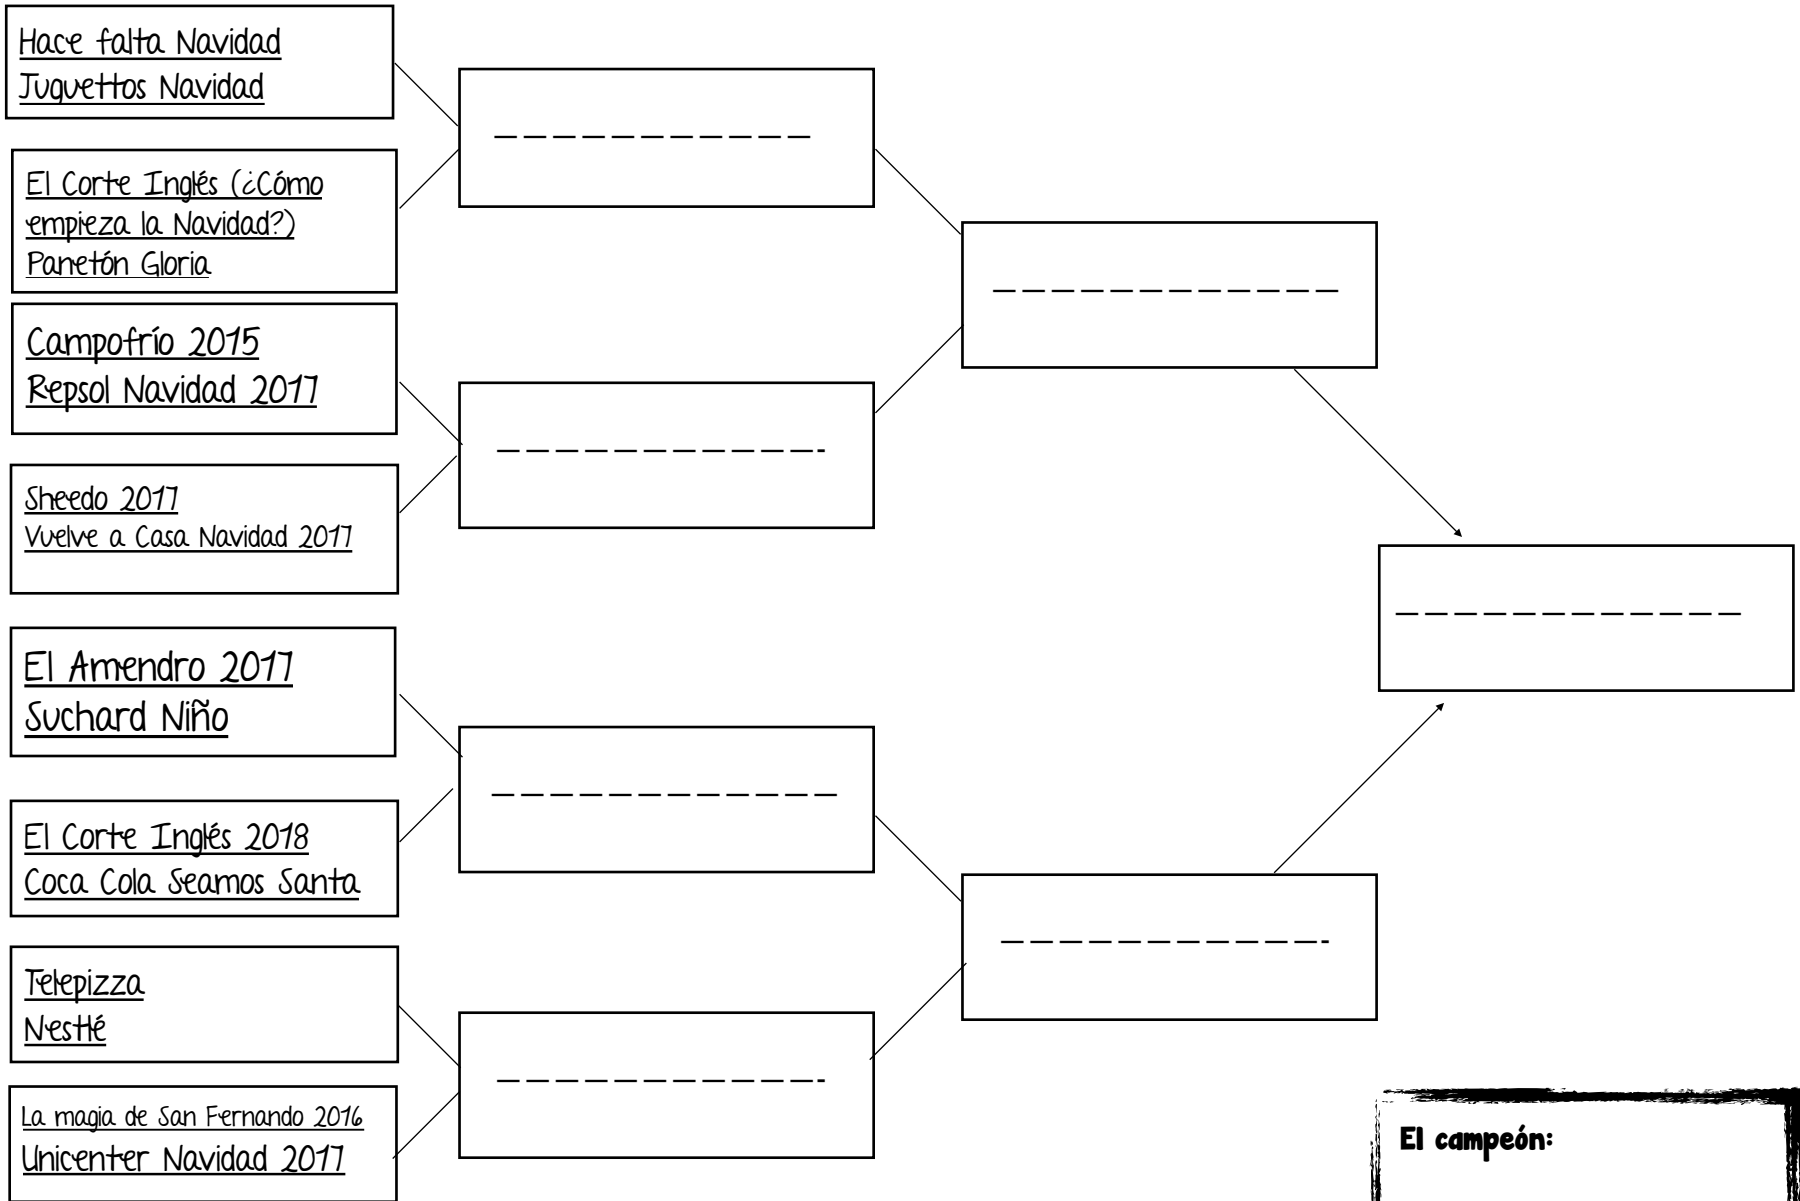 Hace falta Navidad
Juguettos Navidad
El Corte Inglés (¿Cómo
empieza la Navidad?)
Panetón Gloria
Campofrío 2015
Repsol Navidad 2017
Sheedo 2017
Vuelve a Casa Navidad 2017
El Amendro 2017
Suchard Niño
El Corte Inglés 2018
Coca Cola Seamos Santa
Telepizza
Nestlé
La magia de San Fernando 2016
Unicenter Navidad 2017
El campeón: